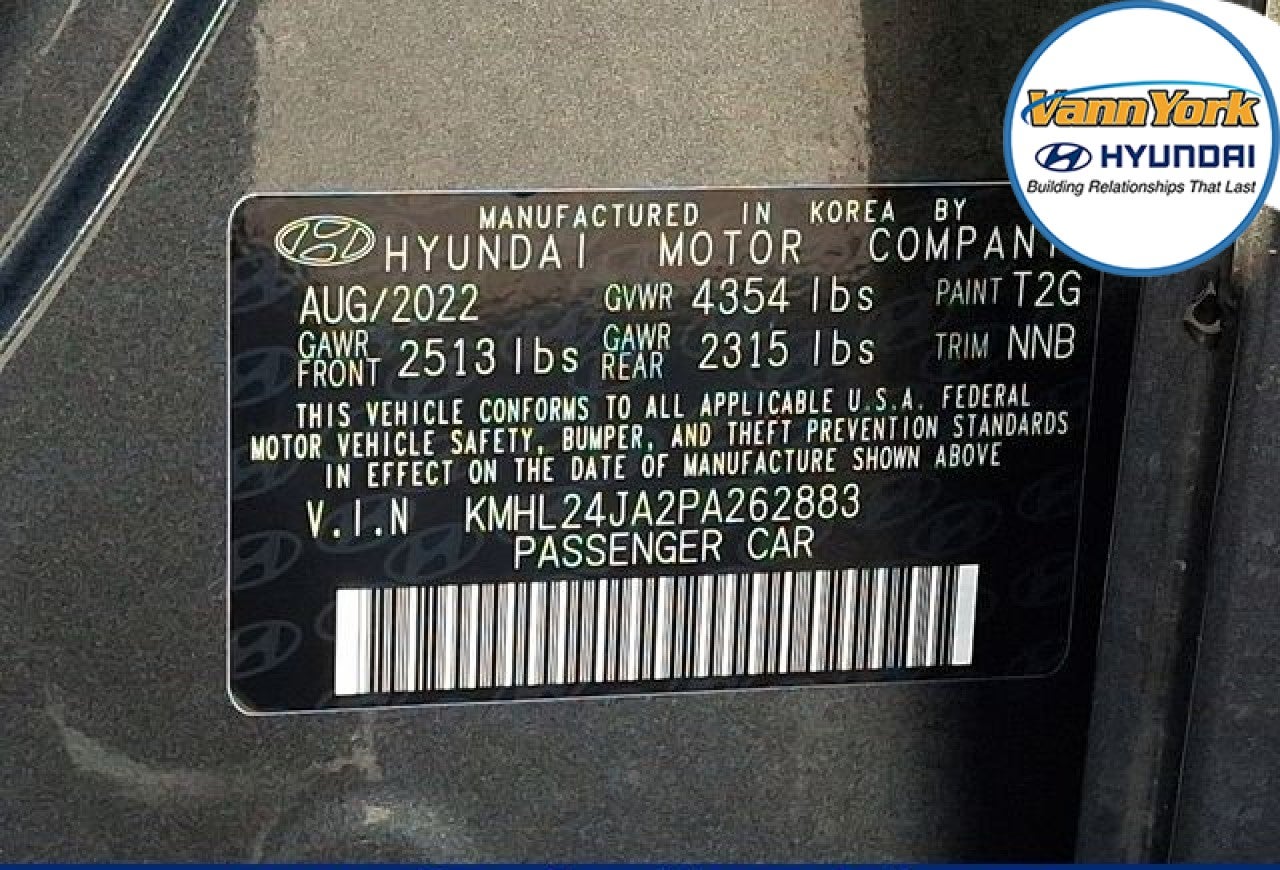 VannYork
HYUNDAI
Building Relationships That Last
MANUFACTURED IN KOREA BY
HYUNDAI MOTOR COMPANY
AUG/2022 GVWR 4354 lbs PAINT T2G
GAWR FRONT 2513 lbs GAWR REAR 2315 lbs TRIM NNB
THIS VEHICLE CONFORMS TO ALL APPLICABLE U.S.A. FEDERAL
MOTOR VEHICLE SAFETY, BUMPER, AND THEFT PREVENTION STANDARDS
IN EFFECT ON THE DATE OF MANUFACTURE SHOWN ABOVE
V.I.N KMHL24JA2PA262883
PASSENGER CAR